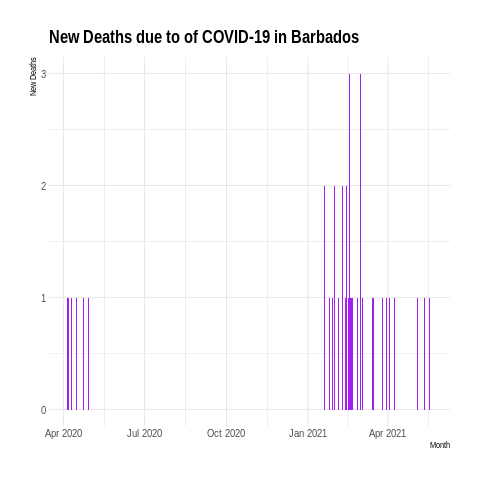 New Deaths due to of COVID-19 in Barbados
New Deaths
3
2
1
0
Apr 2020 Jul 2020 Oct 2020 Jan 2021 Apr 2021
Month